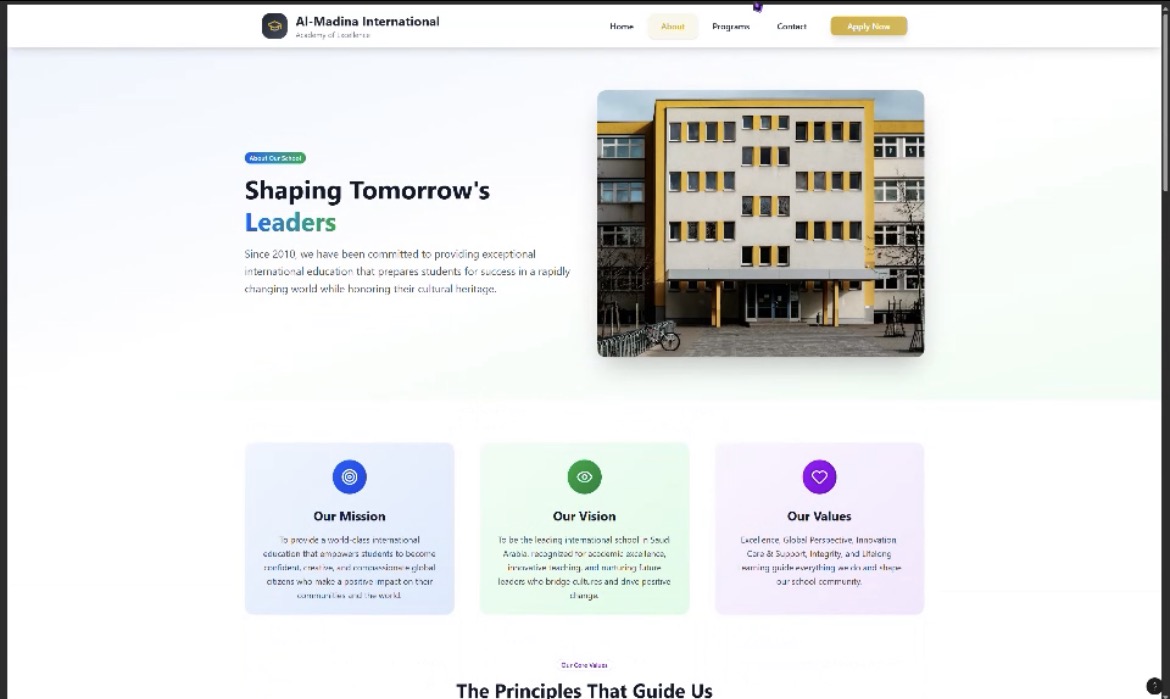 Al-Madina International
Academy of Excellence
Home
About
Programs
Contact
Apply Now
About Our School
Shaping Tomorrow's
Leaders
Since 2010, we have been committed to providing exceptional
international education that prepares students for success in a rapidly
changing world while honoring their cultural heritage.
Our Mission
To provide a world-class international
education that empowers students to become
confident, creative, and compassionate global
citizens who make a positive impact on their
communities and the world.
Our Vision
To be the leading international school in Saudi
Arabia, recognized for academic excellence,
innovative teaching, and nurturing future
leaders who bridge cultures and drive positive
change.
Our Values
Excellence, Global Perspective, Innovation,
Care & Support, Integrity, and Lifelong
Learning guide everything we do and shape
our school community.
Our Core Values
The Principles That Guide Us
?